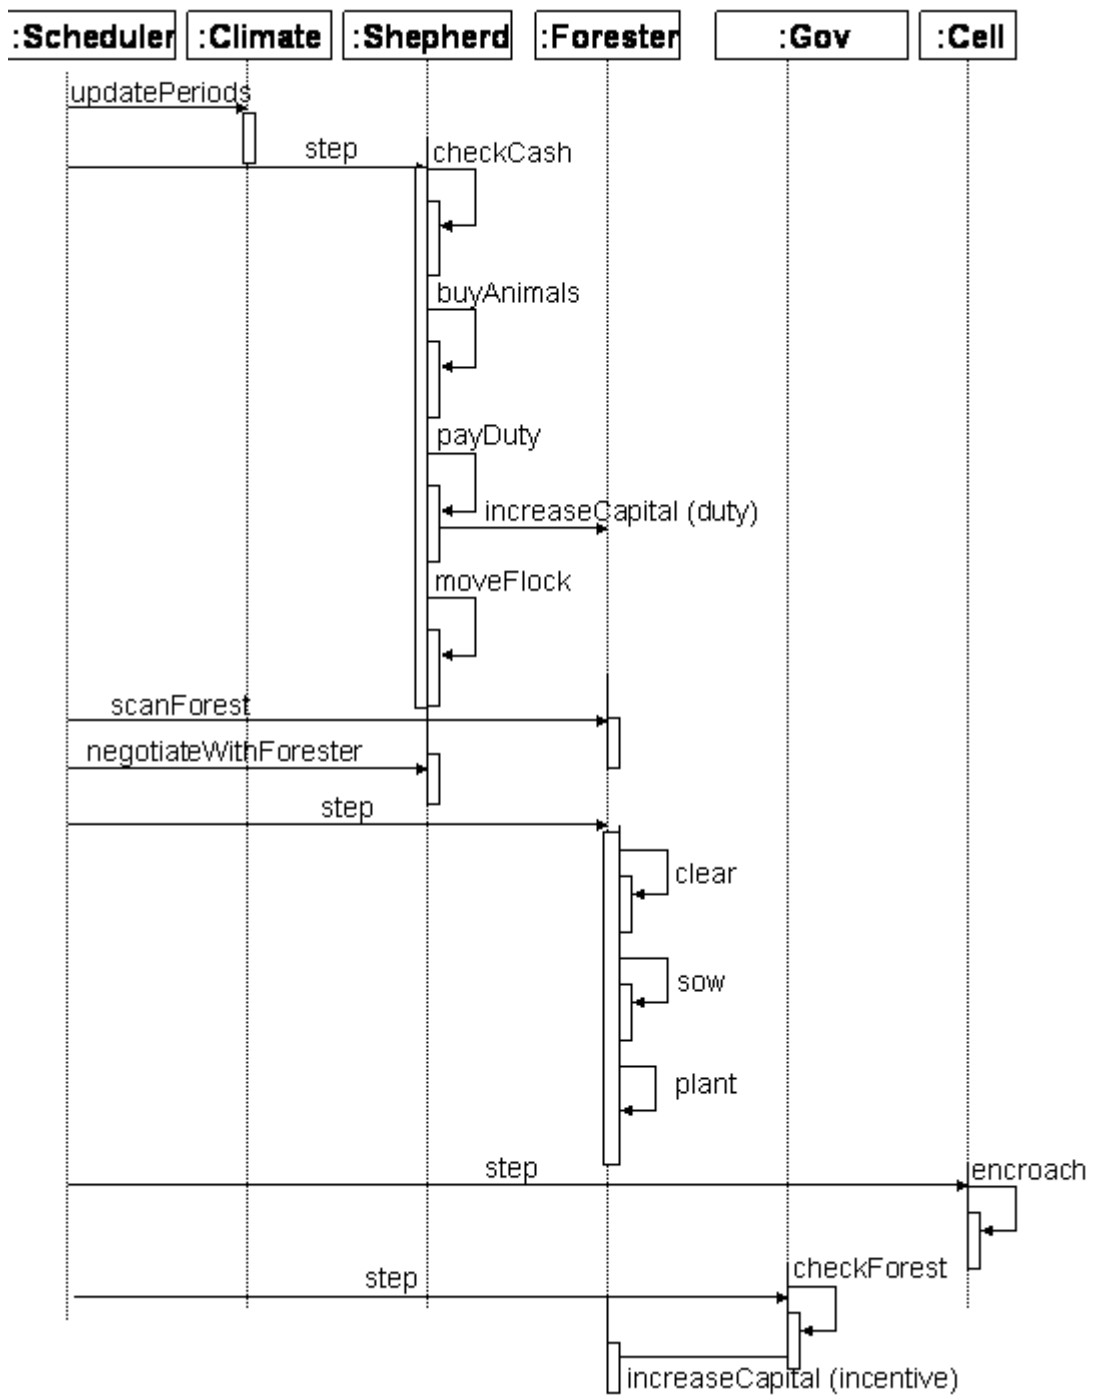 :Scheduler :Climate :Shepherd :Forester :Gov :Cell
updatePeriods
step
checkCash
buyAnimals
payDuty
increaseCapital (duty)
moveFlock
scanForest
negotiateWithForester
step
clear
sow
plant
step
encroach
checkForest
step
increaseCapital (incentive)